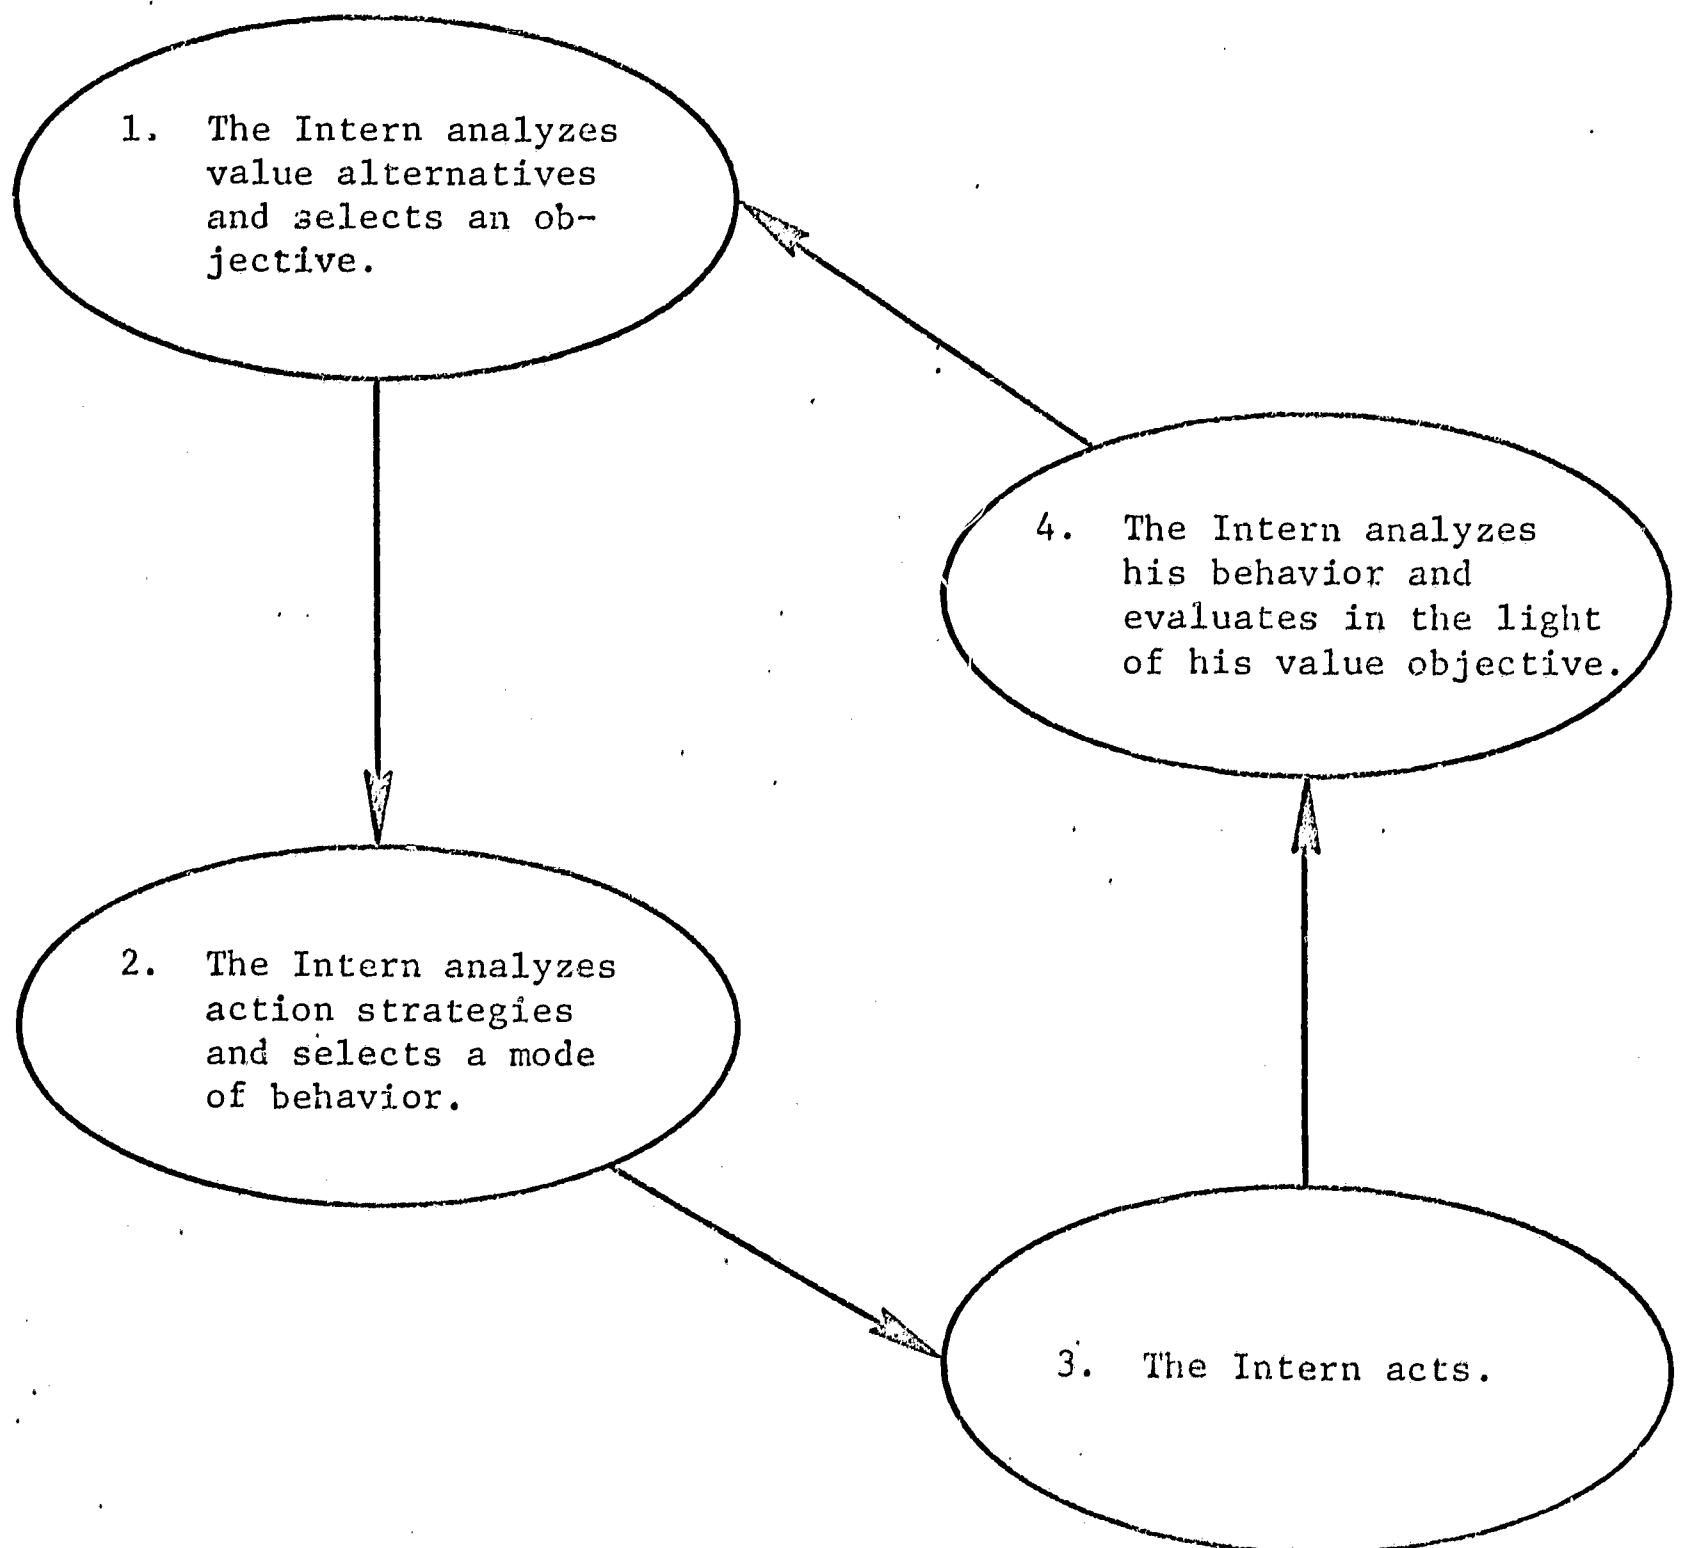 1. The Intern analyzes
value alternatives
and selects an ob-
jective.
2. The Intern analyzes
action strategies
and selects a mode
of behavior.
3. The Intern acts.
4. The Intern analyzes
his behavior and
evaluates in the light
of his value objective.